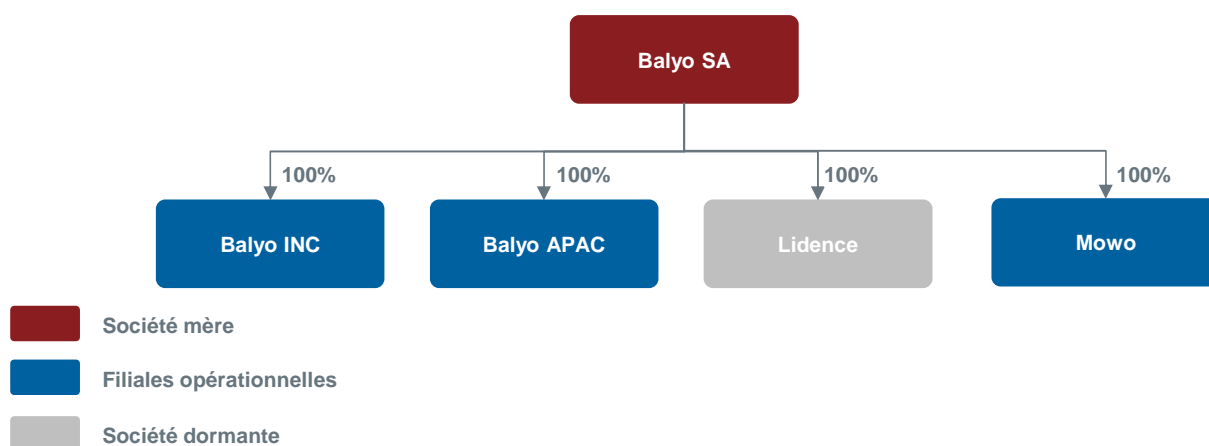 Balyo SA
100%
100%
100%
100%
Balyo INC
Balyo APAC
Lidence
Mowo
Société mère
Filiales opérationnelles
Société dormante